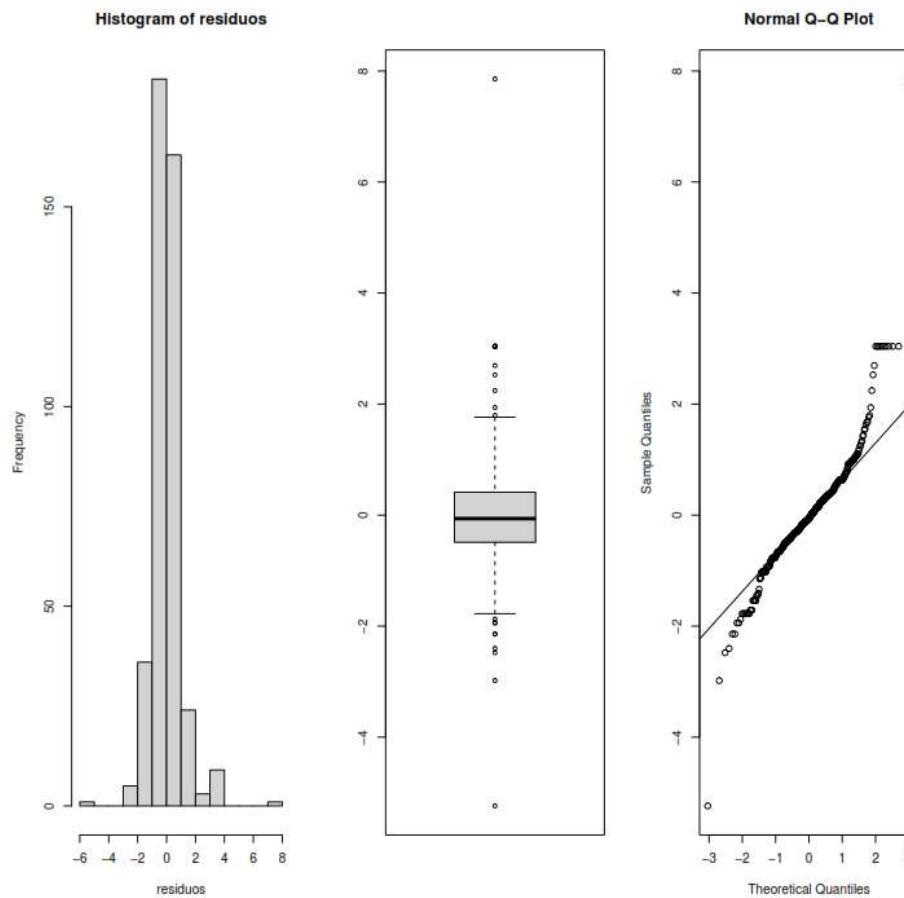 Histogram of residuos
Frequency
150
100
50
0
−6 −4 −2 0 2 4 6 8
residuos
8
6
4
2
0
−2
−4
Normal Q−Q Plot
Sample Quantiles
8
6
4
2
0
−2
−4
−3 −2 −1 0 1 2
Theoretical Quantiles